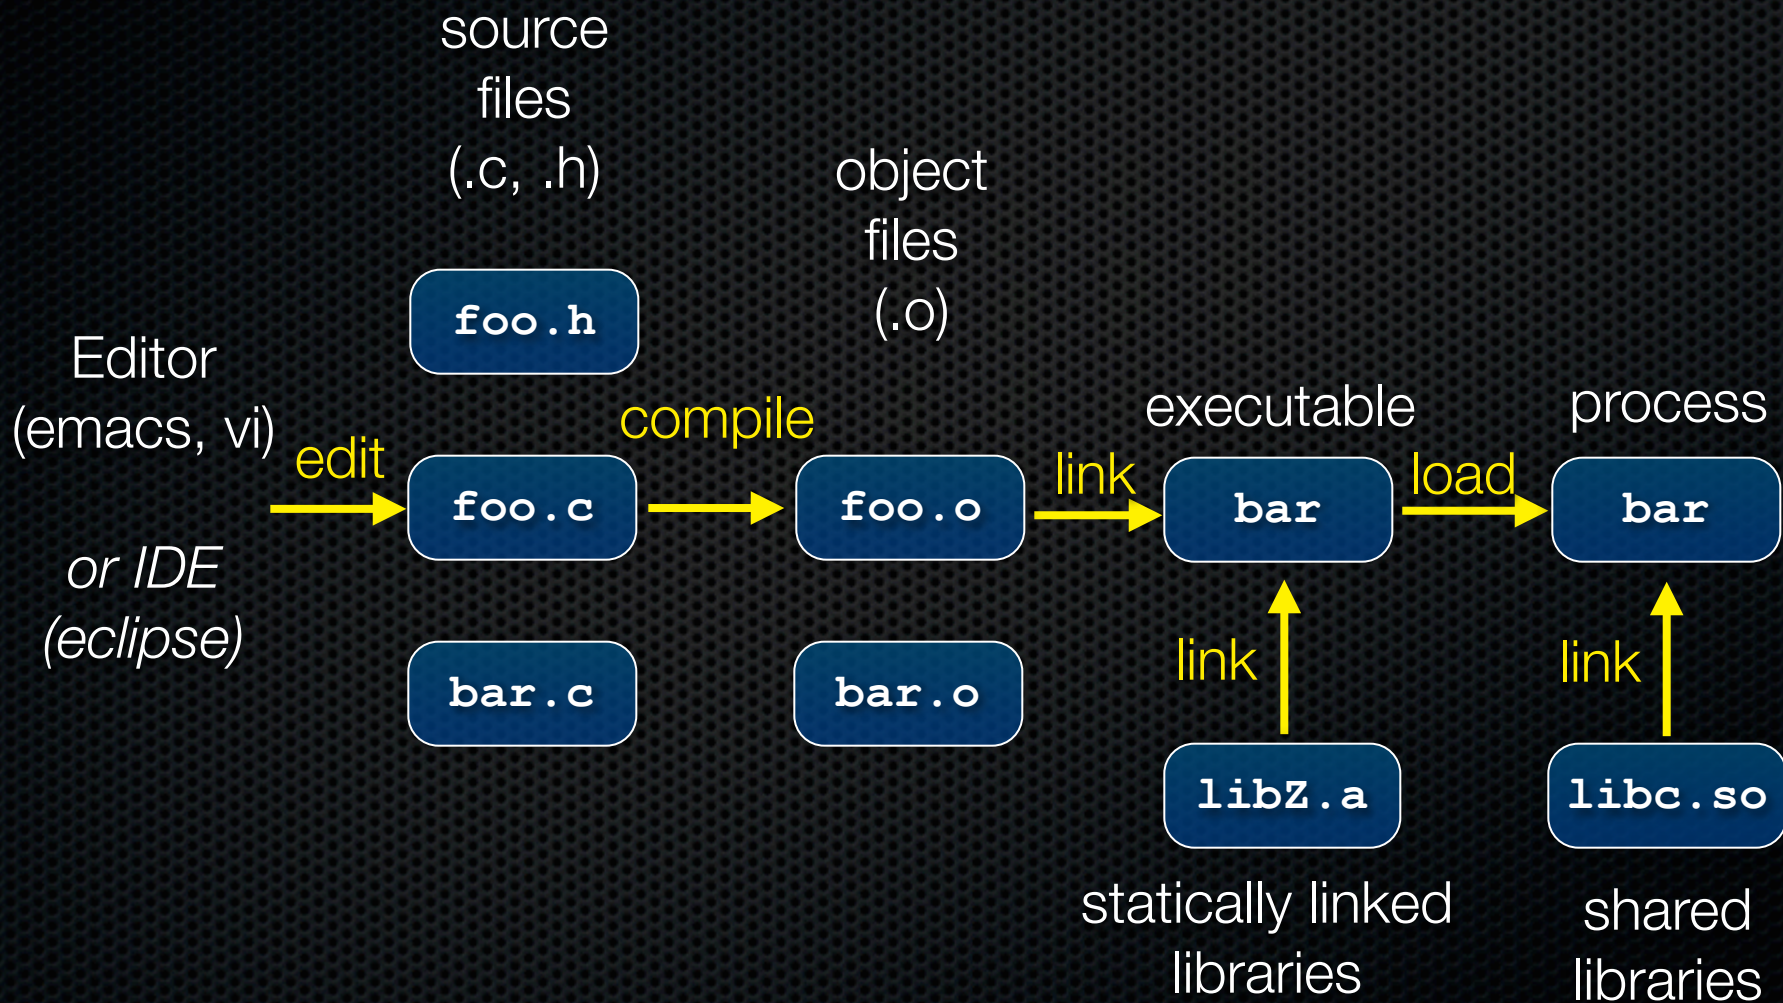 source
files
(.c, .h)
object
files
(.o)
foo.h
Editor
(emacs, vi)
or IDE
(eclipse)
edit
compile
foo.c
foo.o
bar.c
bar.o
link
executable
bar
load
process
bar
link
link
libZ.a
libc.so
statically linked
libraries
shared
libraries